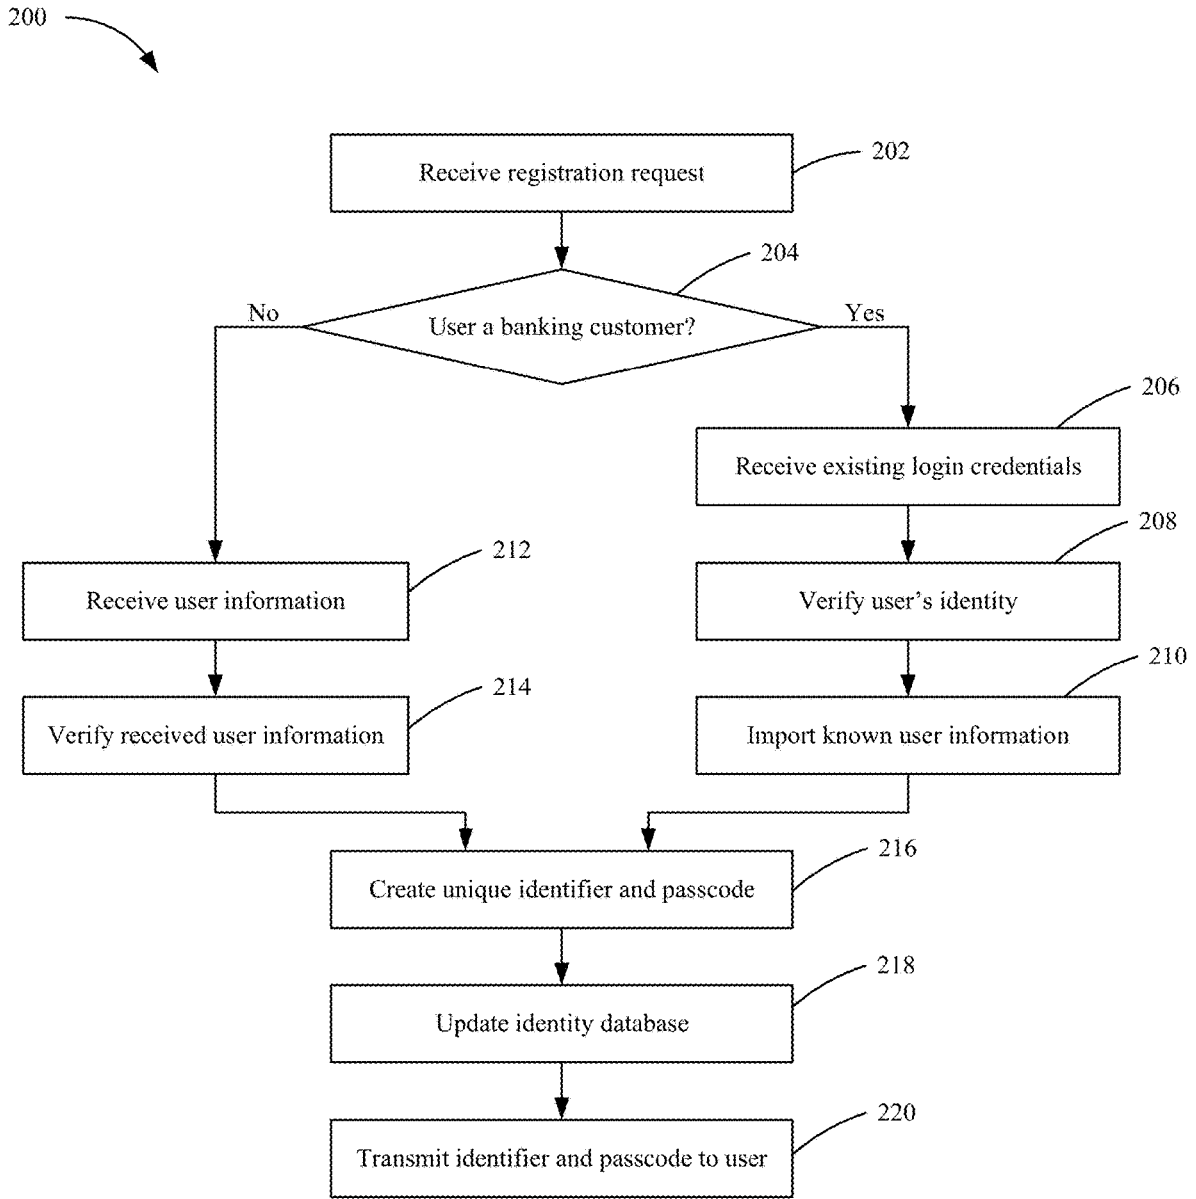 200
Receive registration request
202
204
User a banking customer?
No
Yes
206
Receive existing login credentials
208
Verify user's identity
210
Import known user information
212
Receive user information
214
Verify received user information
216
Create unique identifier and passcode
218
Update identity database
220
Transmit identifier and passcode to user